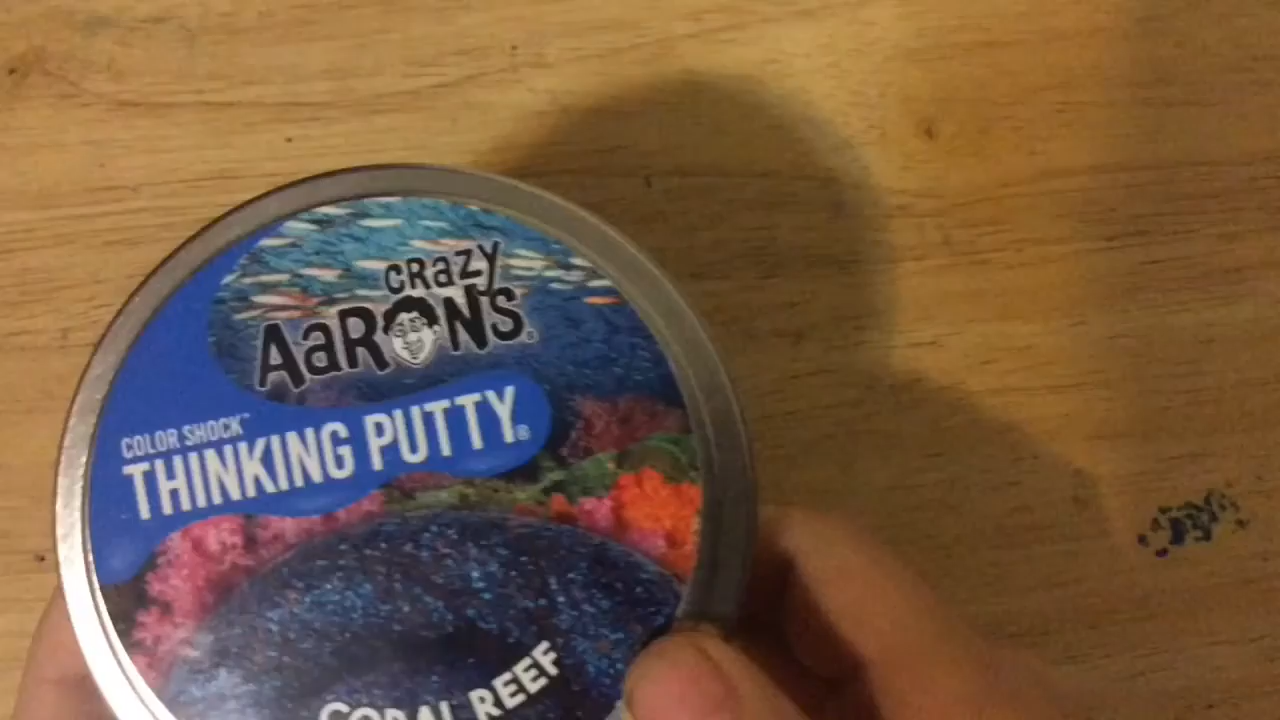 CRAZY
AARONS®
COLOR SHOCK™
THINKING PUTTY®
CORAL REEF